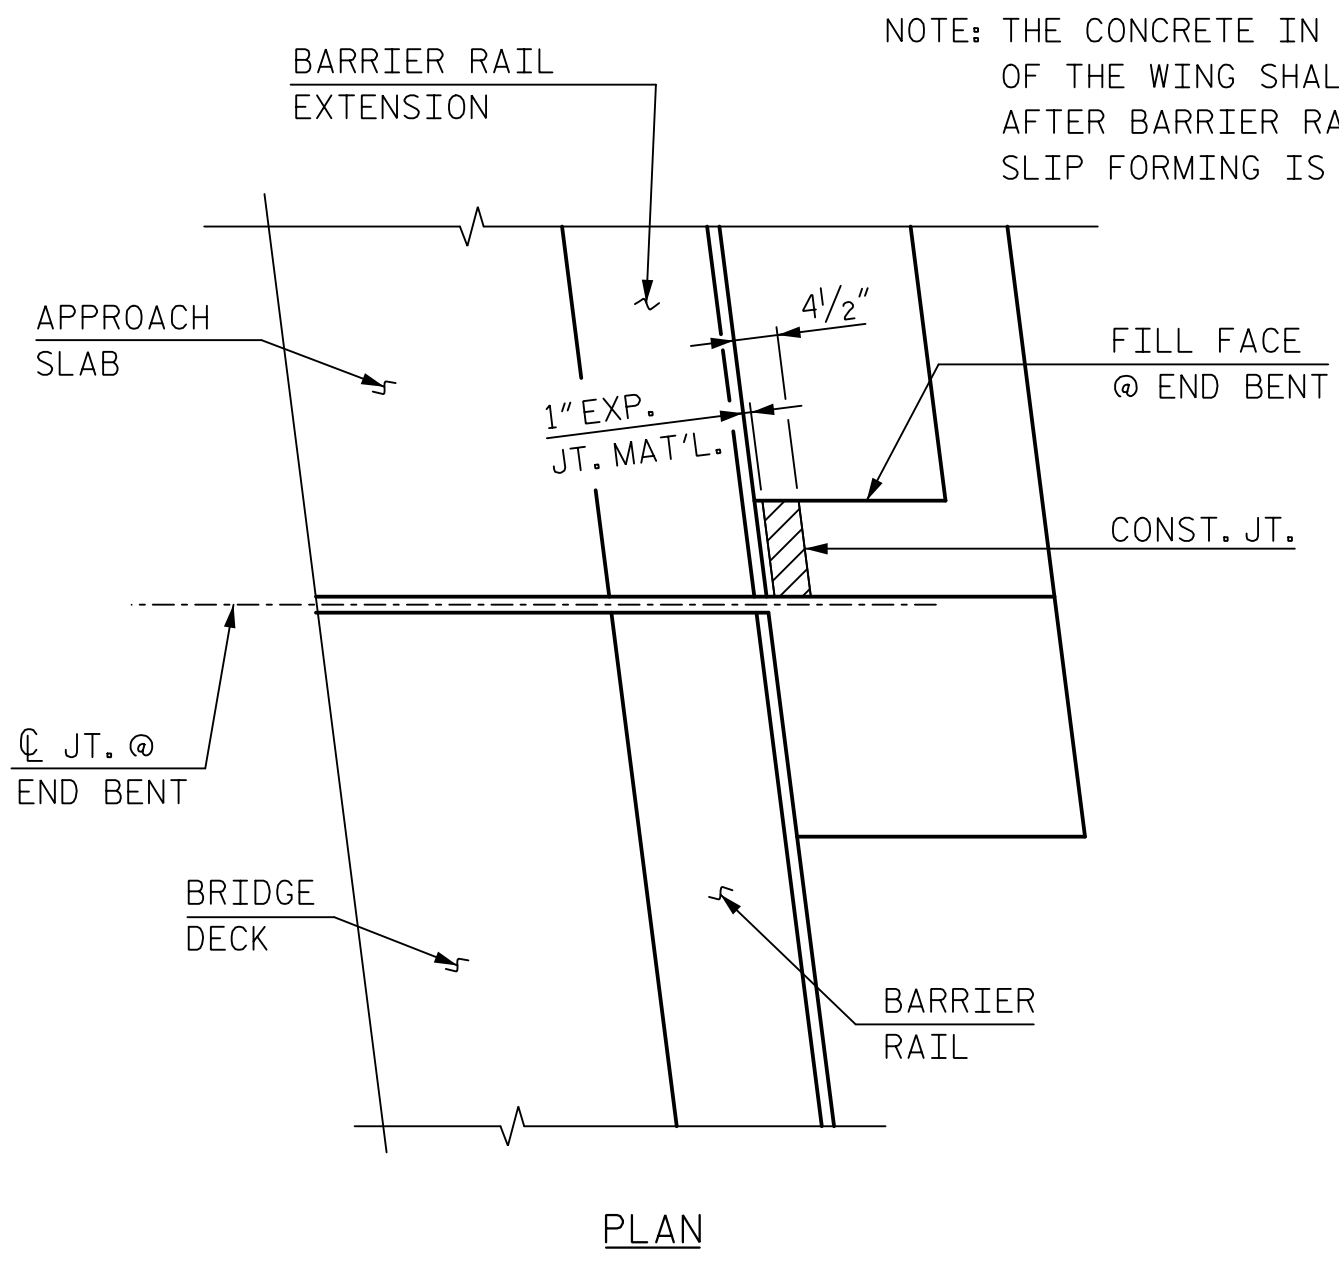 NOTE: THE CONCRETE IN
OF THE WING SHAL
AFTER BARRIER RA
SLIP FORMING IS
BARRIER RAIL
EXTENSION
APPROACH
SLAB
4 1/2"
FILL FACE
@ END BENT
1" EXP.
JT. MAT'L.
CONST. JT.
℄ JT. @
END BENT
BRIDGE
DECK
BARRIER
RAIL
PLAN